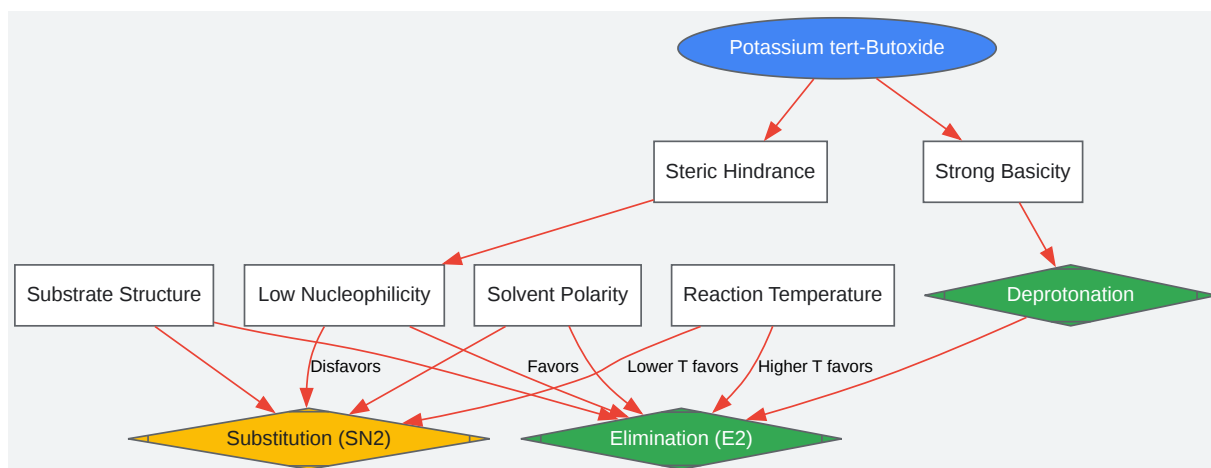 Potassium tert-Butoxide
Steric Hindrance
Strong Basicity
Substrate Structure
Low Nucleophilicity
Solvent Polarity
Reaction Temperature
Deprotonation
Disfavors
Favors
Lower T favors
Higher T favors
Substitution (SN2)
Elimination (E2)